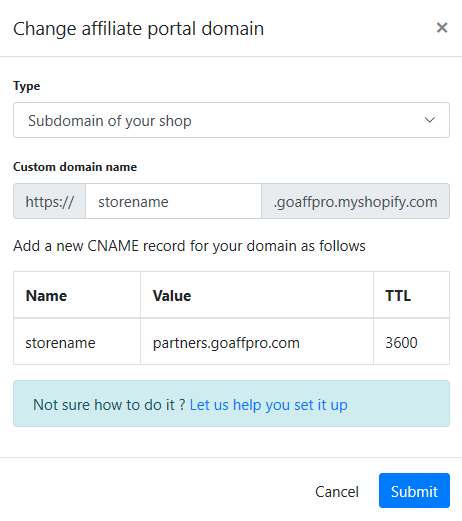 Change affiliate portal domain ×
Type
Subdomain of your shop
Custom domain name
https:// storename .goaffpro.myshopify.com
Add a new CNAME record for your domain as follows
Name Value TTL
storename partners.goaffpro.com 3600
Not sure how to do it ? Let us help you set it up
Cancel Submit